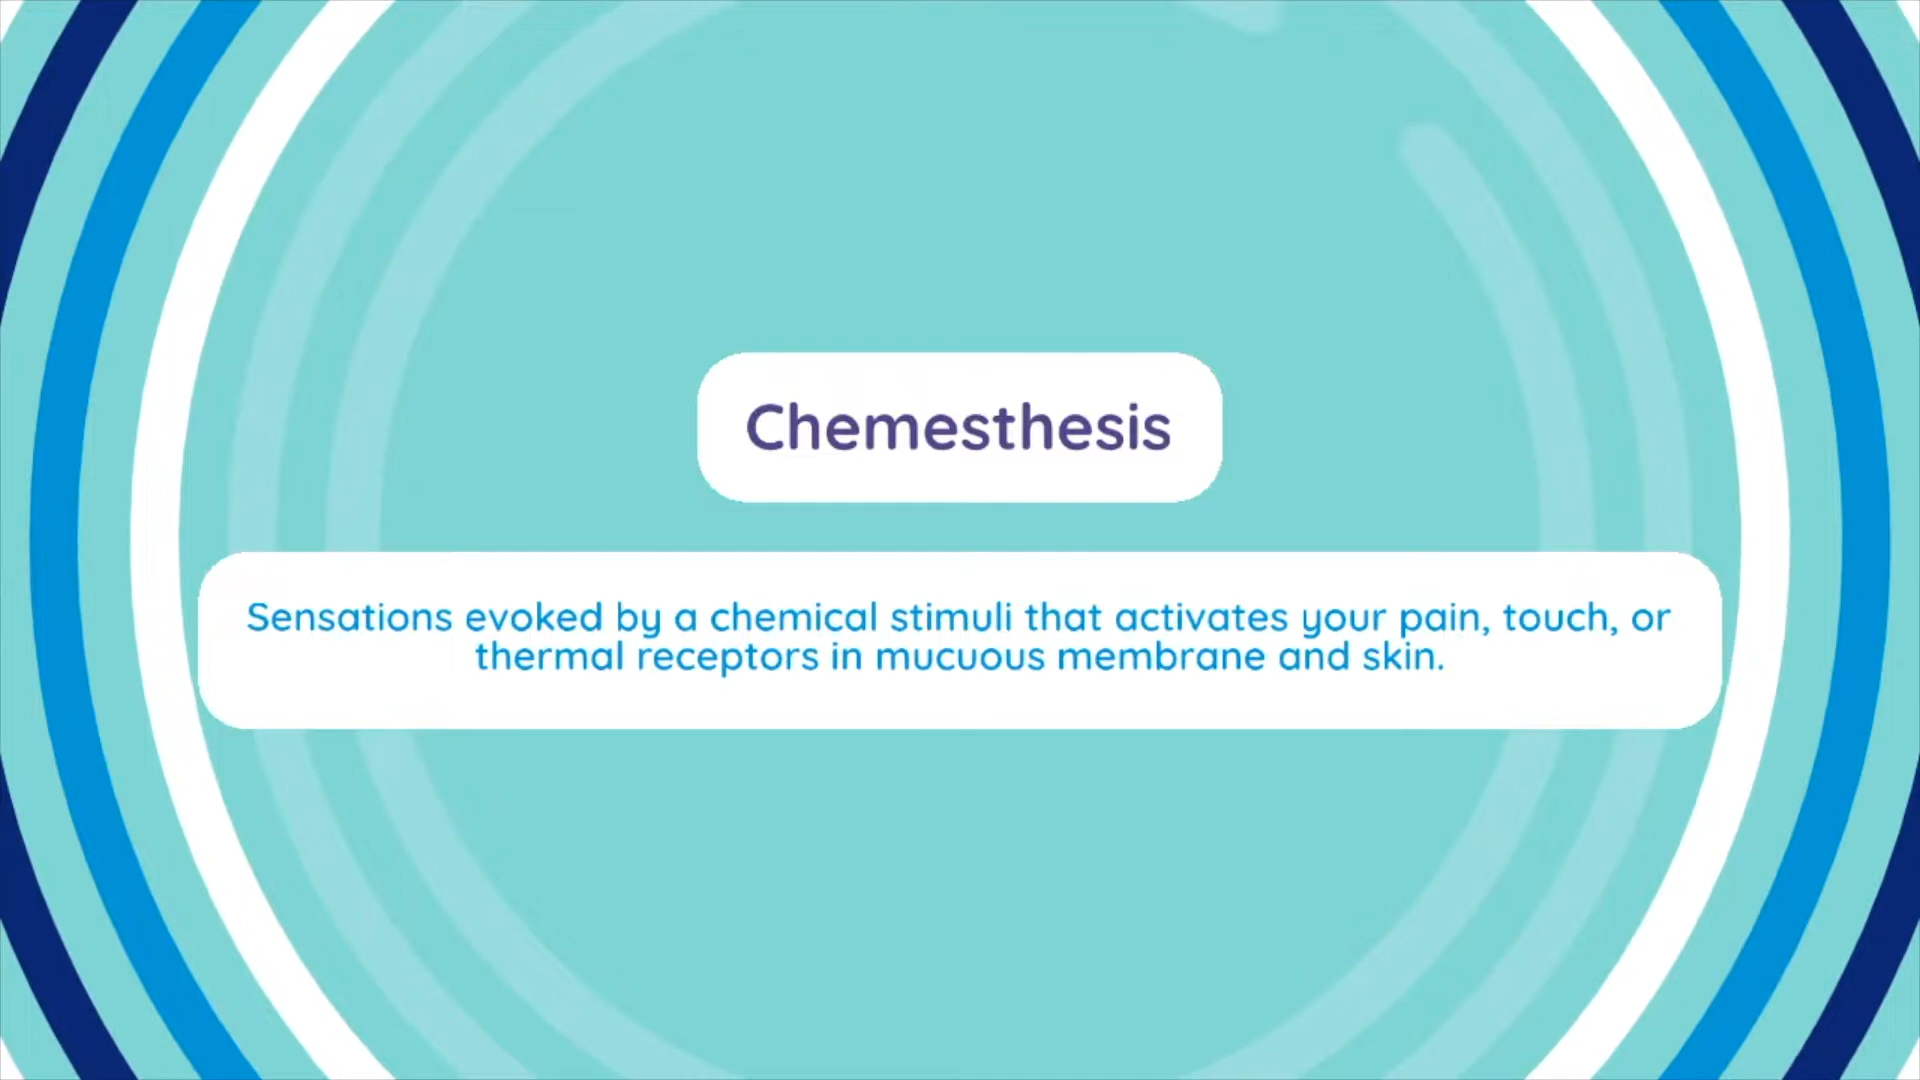 Chemesthesis
Sensations evoked by a chemical stimuli that activates your pain, touch, or
thermal receptors in mucuous membrane and skin.